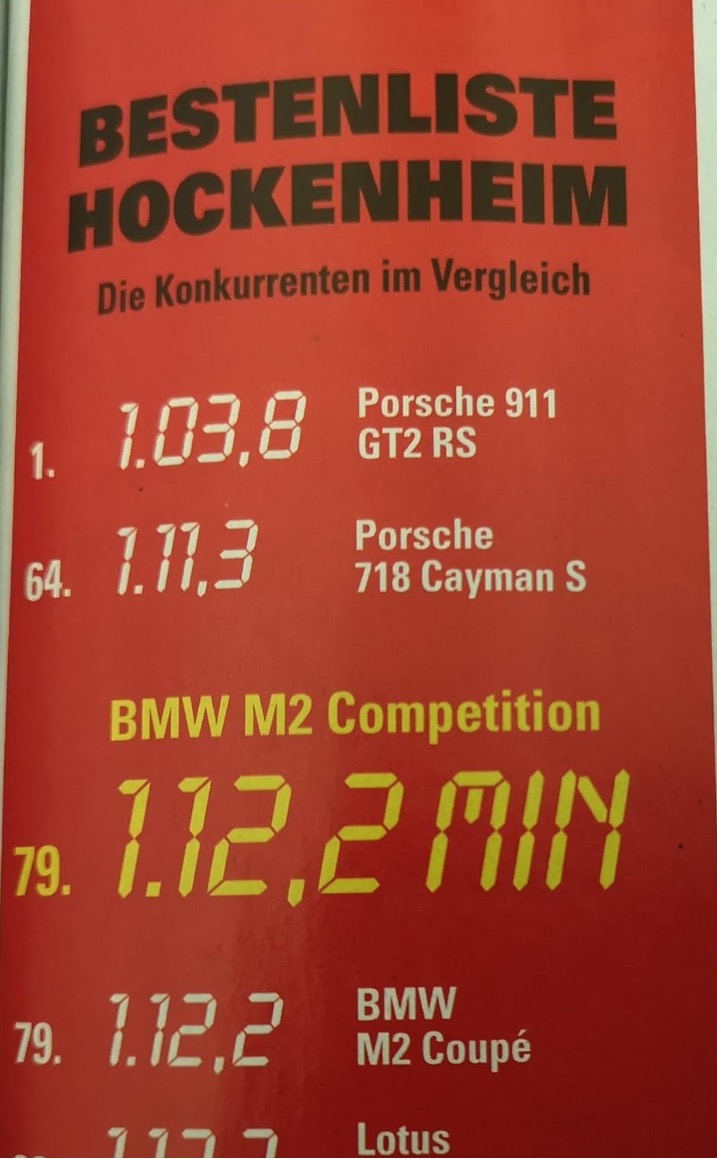 BESTENLISTE
HOCKENHEIM
Die Konkurrenten im Vergleich
1. 1.03,8 Porsche 911
GT2 RS
64. 1.11,3 Porsche
718 Cayman S
BMW M2 Competition
79. 1.12,2 MIN
79. 1.12,2 BMW
M2 Coupé
Lotus